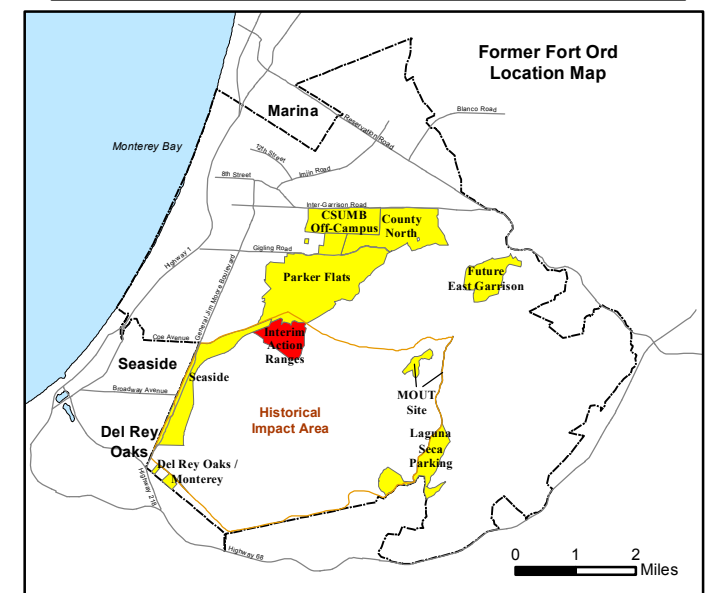 Former Fort Ord
Location Map
Marina
Blanco Road
Reservation Road
Monterey Bay
12th Street
Imjin Road
8th Street
Inter-Garrison Road
CSUMB
Off-Campus
County
North
Gigling Road
Highway 1
General Jim Moore Boulevard
Parker Flats
Future
East Garrison
Coe Avenue
Interim
Action
Ranges
Seaside
Seaside
Broadway Avenue
MOUT
Site
Historical
Impact Area
Del Rey
Oaks
Laguna
Seca
Parking
Del Rey Oaks /
Monterey
Highway 218
Highway 68
0 1 2
Miles